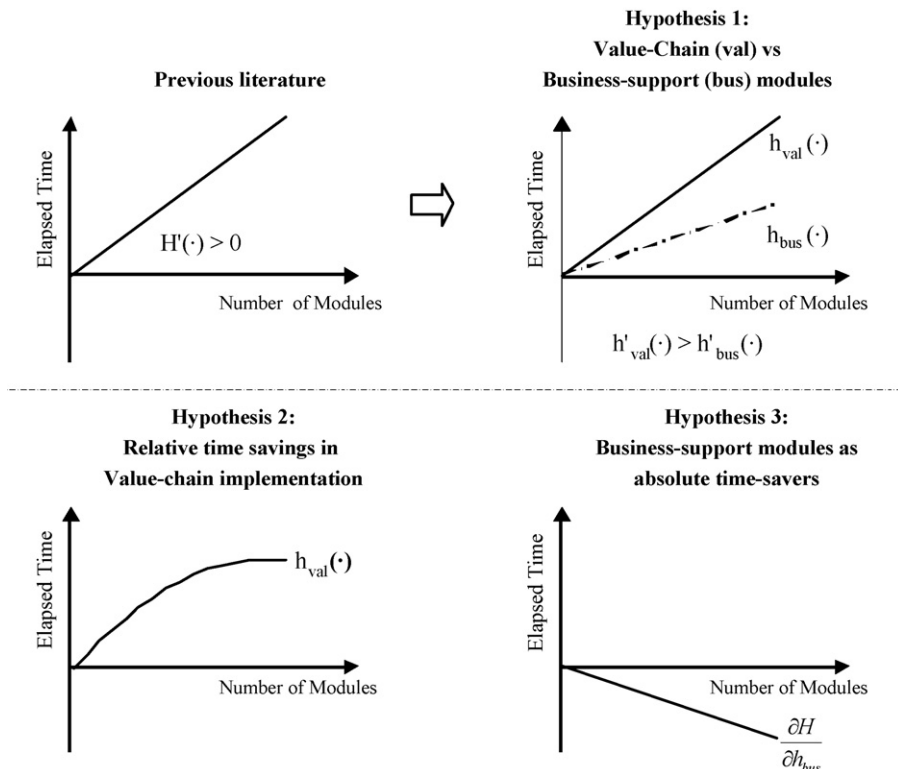 Previous literature
Elapsed Time
H'(·) > 0
Number of Modules
Hypothesis 1:
Value-Chain (val) vs
Business-support (bus) modules
Elapsed Time
h_val (·)
h_bus (·)
Number of Modules
h'_val(·) > h'_bus(·)
Hypothesis 2:
Relative time savings in
Value-chain implementation
Elapsed Time
h_val(·)
Number of Modules
Hypothesis 3:
Business-support modules as
absolute time-savers
Elapsed Time
Number of Modules
∂H
∂h_bus